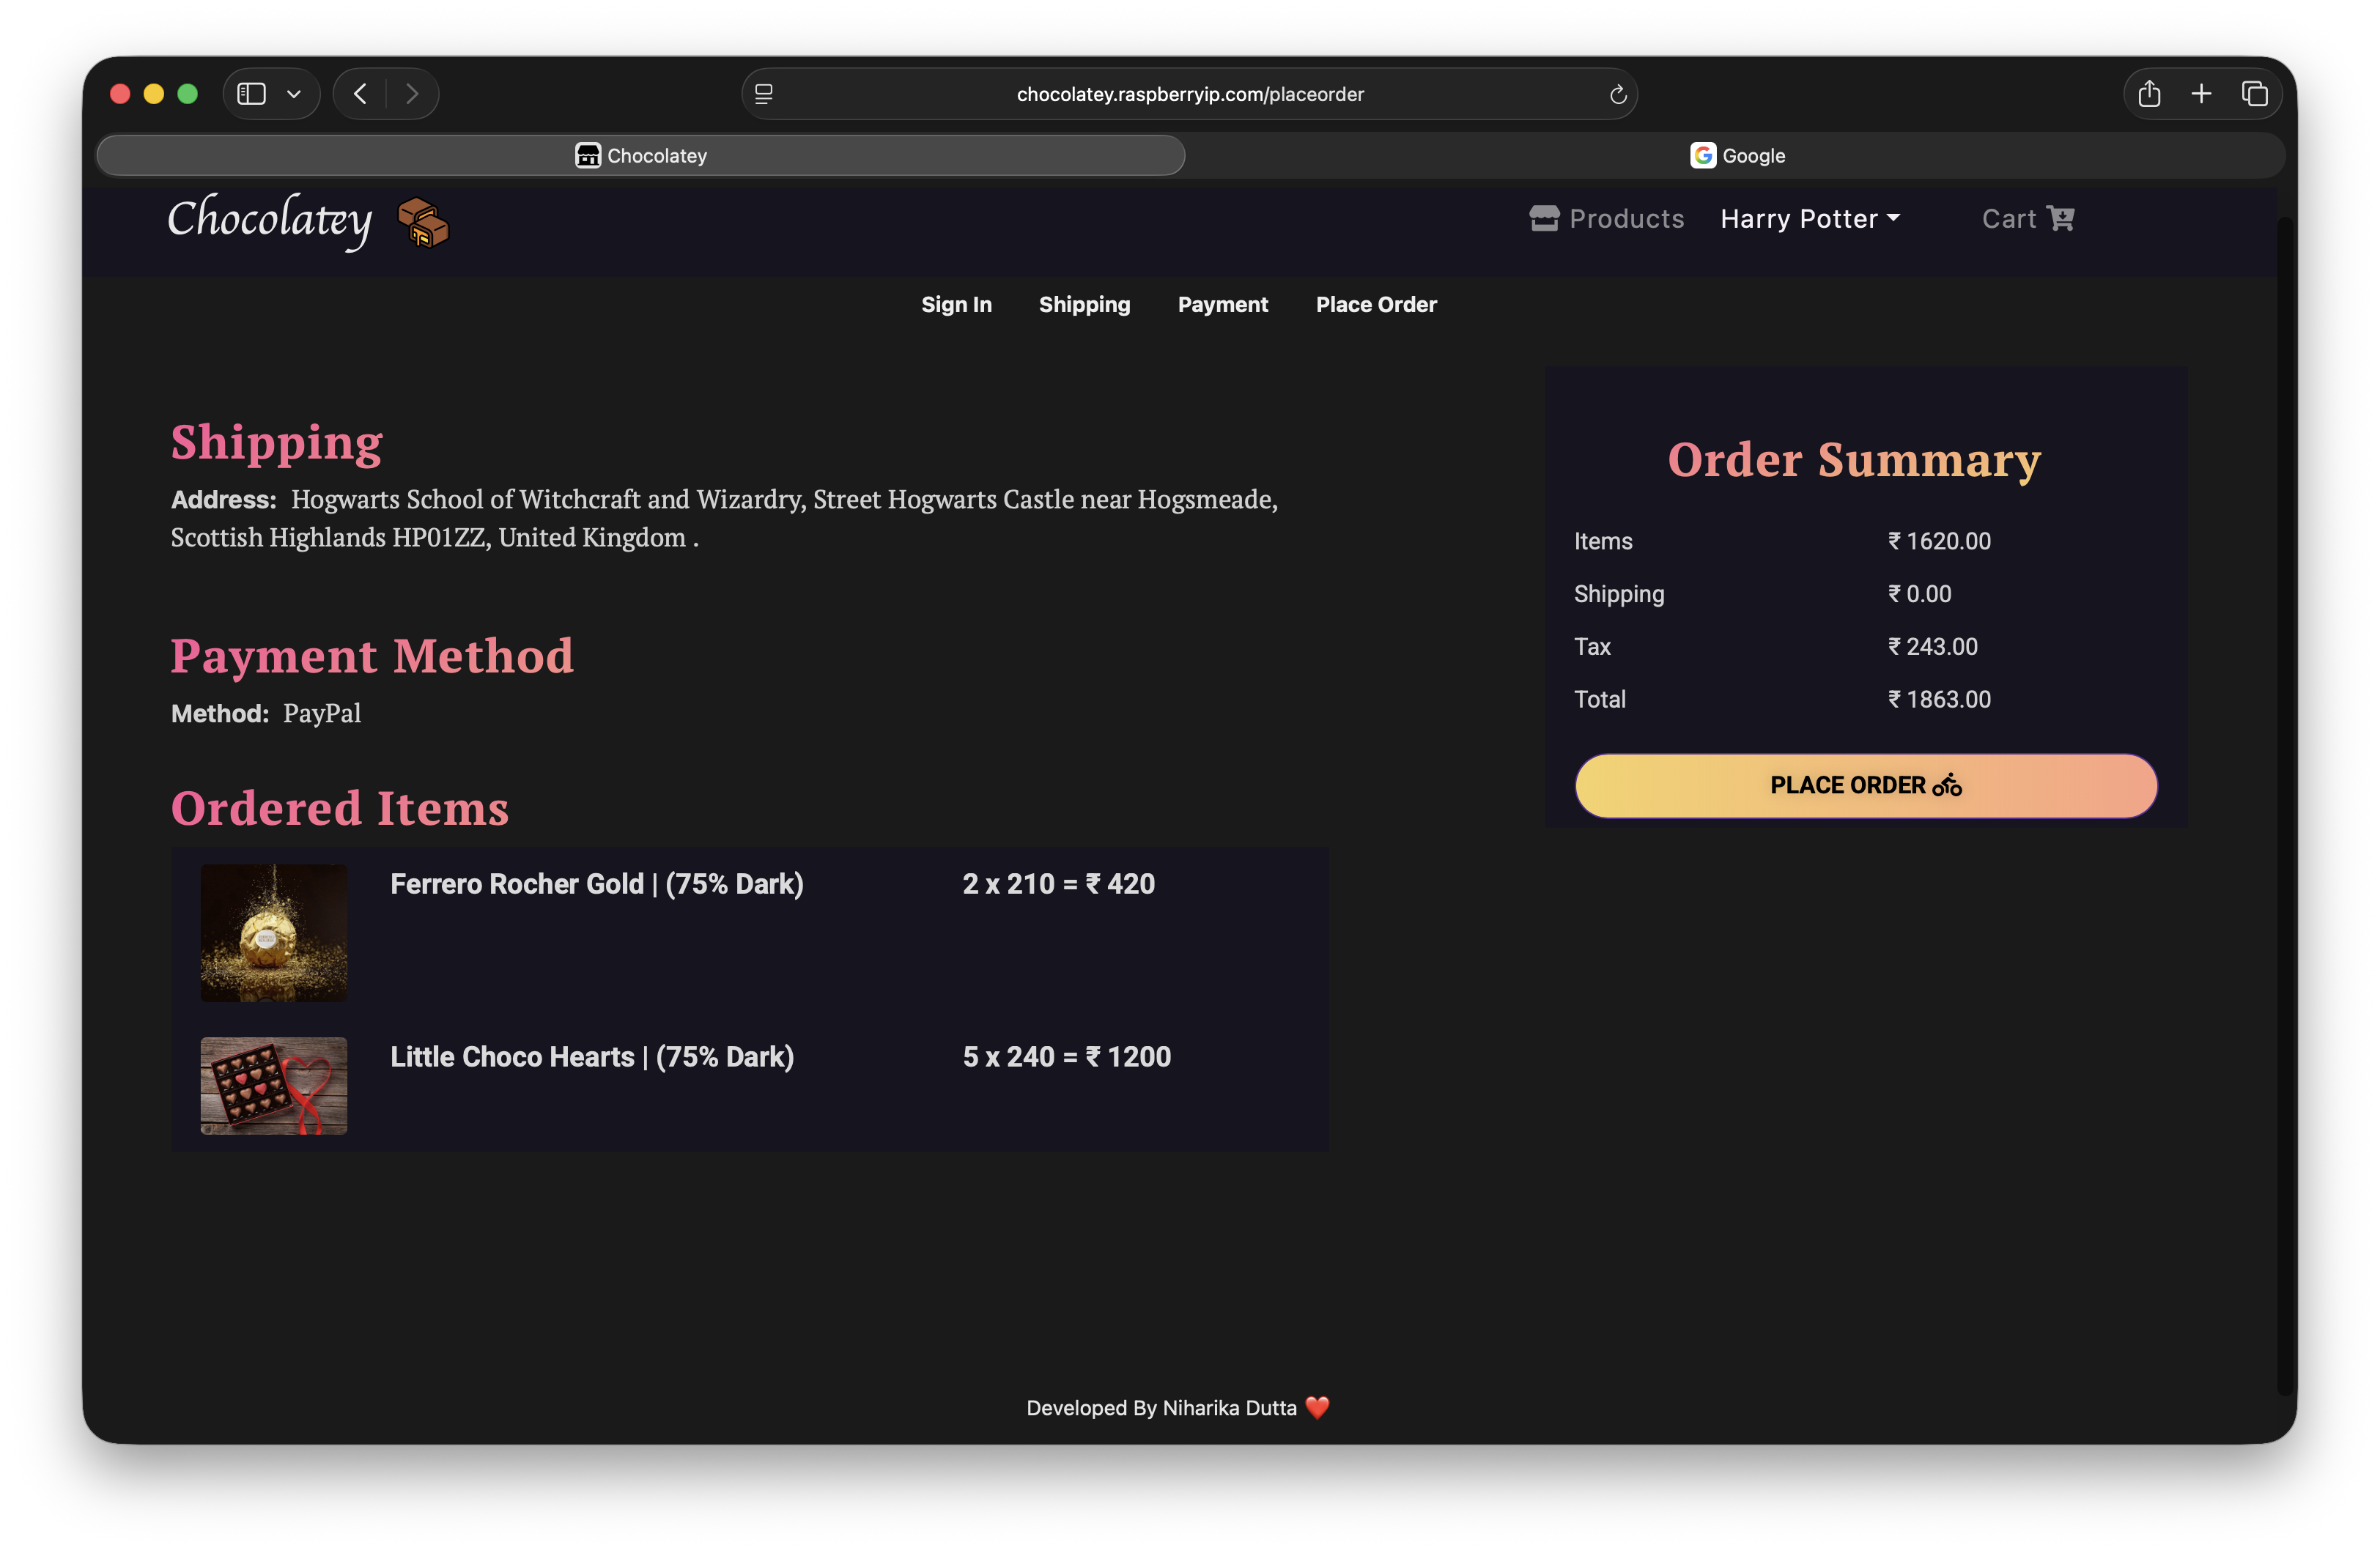 chocolatey.raspberryip.com/placeorder
Chocolatey
Google
Chocolatey
Products
Harry Potter
Cart
Sign In
Shipping
Payment
Place Order
Shipping
Address: Hogwarts School of Witchcraft and Wizardry, Street Hogwarts Castle near Hogsmeade,
Scottish Highlands HP01ZZ, United Kingdom .
Payment Method
Method: PayPal
Ordered Items
Ferrero Rocher Gold | (75% Dark)
2 x 210 = ₹ 420
Little Choco Hearts | (75% Dark)
5 x 240 = ₹ 1200
Order Summary
Items ₹ 1620.00
Shipping ₹ 0.00
Tax ₹ 243.00
Total ₹ 1863.00
PLACE ORDER
Developed By Niharika Dutta ❤️